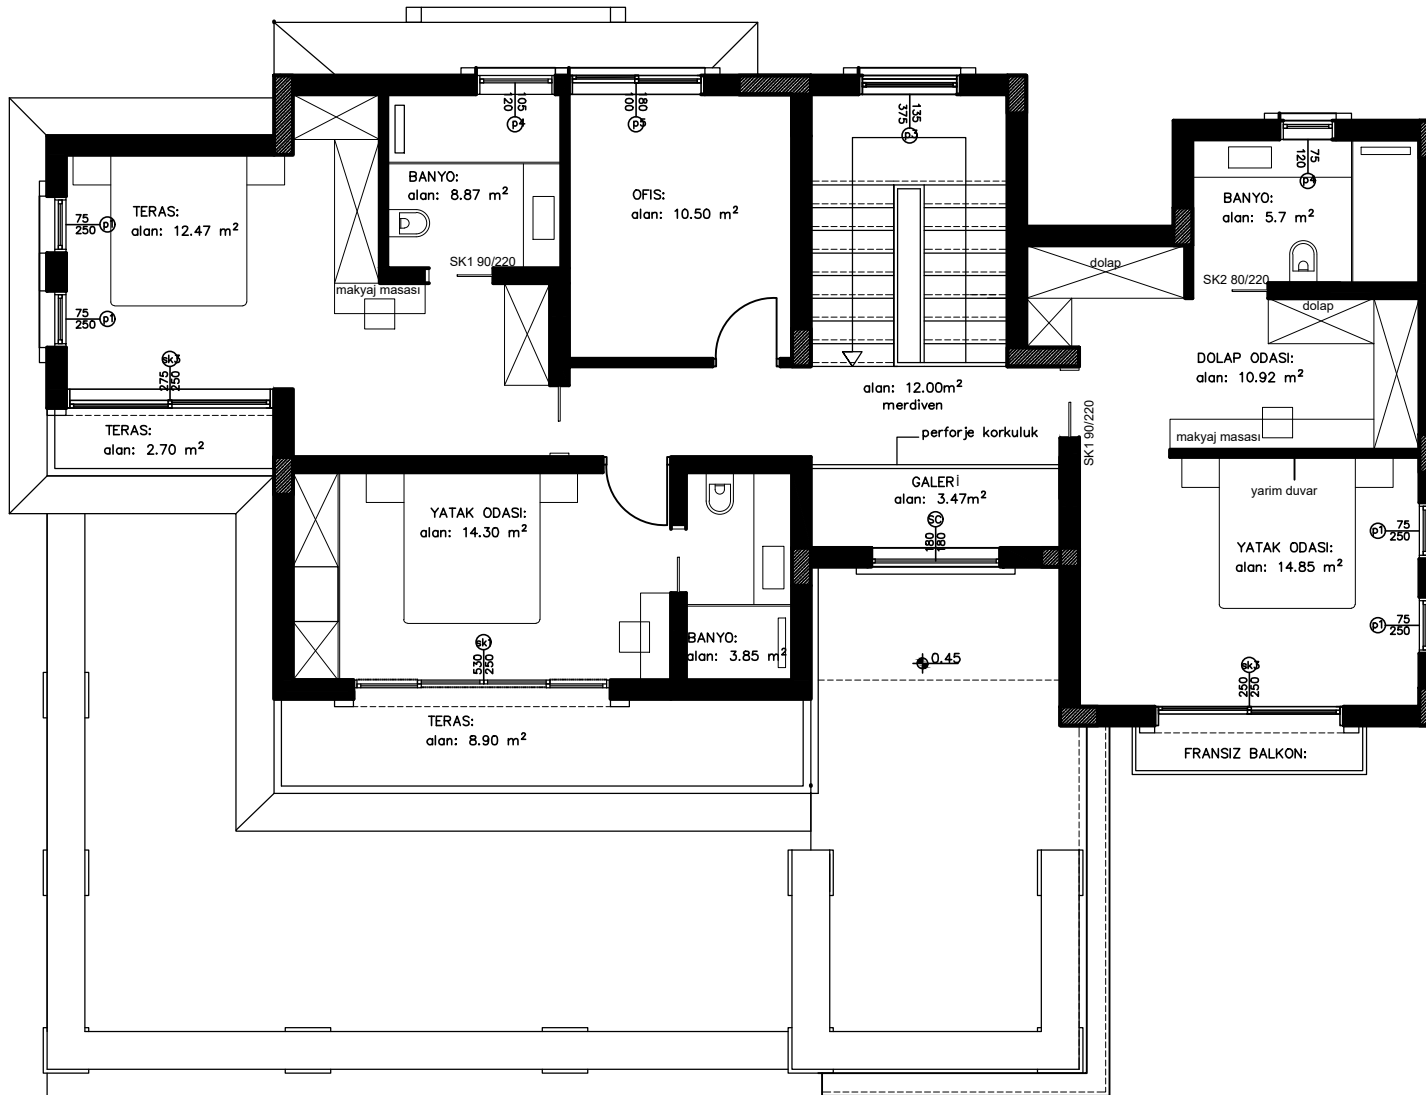 105
120
p4
180
100
p5
135
375
p3
75
120
p4
BANYO:
alan: 8.87 m²
OFIS:
alan: 10.50 m²
BANYO:
alan: 5.7 m²
TERAS:
alan: 12.47 m²
75
250
p1
SK1 90/220
dolap
SK2 80/220
makyaj masası
dolap
75
250
p1
sk3
275
250
DOLAP ODASI:
alan: 10.92 m²
alan: 12.00m²
merdiven
TERAS:
alan: 2.70 m²
perforje korkuluk
SK1 90/220
makyaj masası
GALERİ
alan: 3.47m²
yarim duvar
YATAK ODASI:
alan: 14.30 m²
SC
180
180
p1
75
250
YATAK ODASI:
alan: 14.85 m²
BANYO:
alan: 3.85 m²
sk1
530
250
p1
75
250
0.45
sk3
250
250
TERAS:
alan: 8.90 m²
FRANSIZ BALKON: